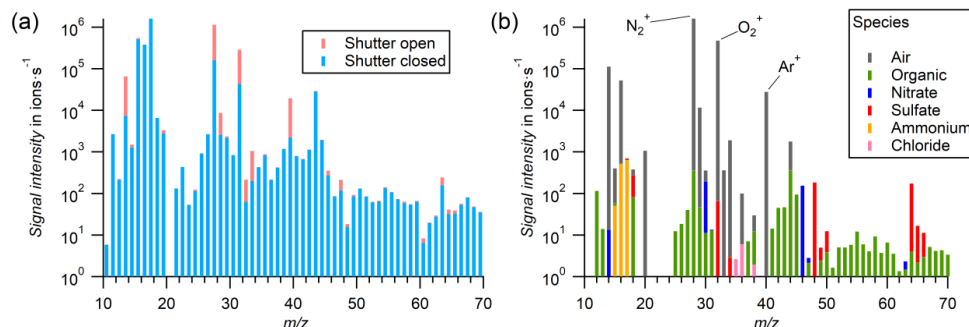 (a)
Signal intensity in ions·s⁻¹
10⁶
10⁵
10⁴
10³
10²
10¹
10⁰
Shutter open
Shutter closed
10 20 30 40 50 60 70
m/z
(b)
Signal intensity in ions·s⁻¹
10⁶
10⁵
10⁴
10³
10²
10¹
10⁰
N₂⁺
O₂⁺
Ar⁺
Species
Air
Organic
Nitrate
Sulfate
Ammonium
Chloride
10 20 30 40 50 60 70
m/z